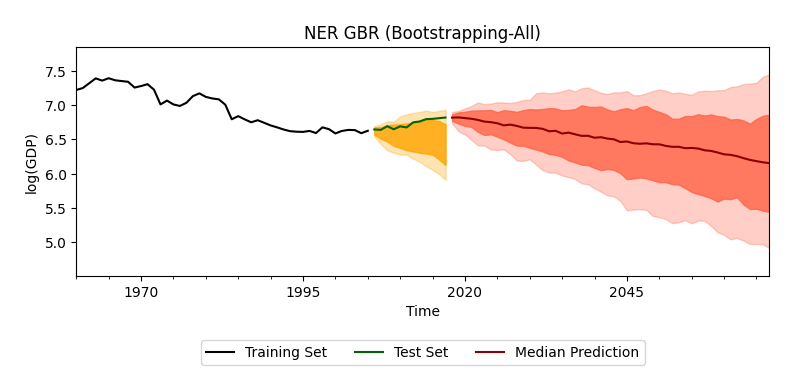 NER GBR (Bootstrapping-All)
7.5
7.0
6.5
6.0
5.5
5.0
log(GDP)
1970 1995 2020 2045
Time
Training Set Test Set Median Prediction